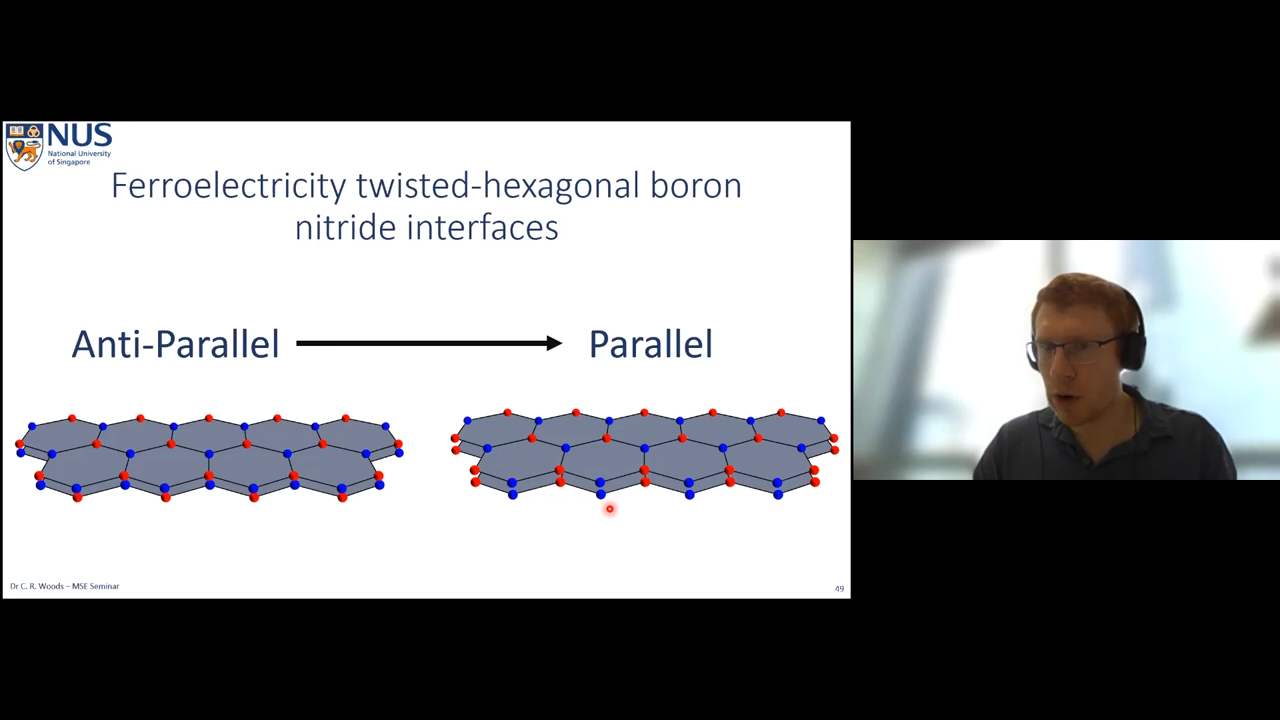 NUS
National University
of Singapore
Ferroelectricity twisted-hexagonal boron
nitride interfaces
Anti-Parallel
Parallel
Dr C. R. Woods – MSE Seminar
49